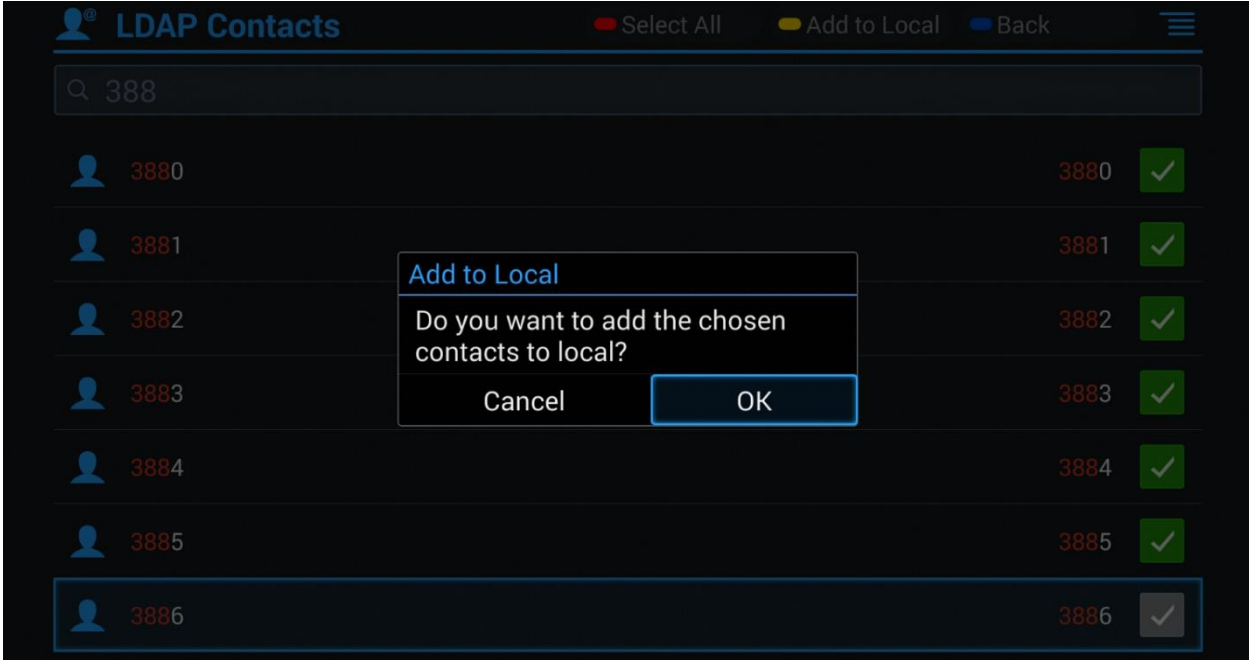 LDAP Contacts Select All Add to Local Back
388
3880 3880
3881 3881
Add to Local
Do you want to add the chosen
contacts to local?
Cancel OK
3882 3882
3883 3883
3884 3884
3885 3885
3886 3886